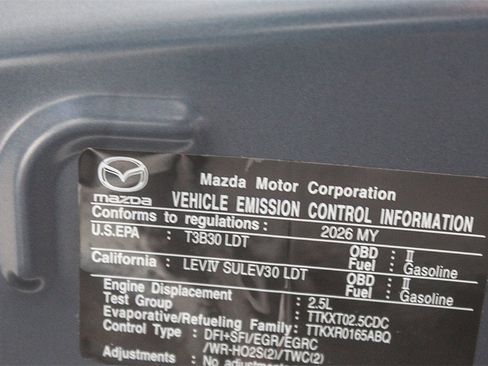 mazda
Mazda Motor Corporation
VEHICLE EMISSION CONTROL INFORMATION
Conforms to regulations : 2026 MY
U.S.EPA : T3B30 LDT OBD : II
Fuel : Gasoline
California : LEVIV SULEV30 LDT OBD : II
Fuel : Gasoline
Engine Displacement : 2.5L
Test Group : TTKXT02.5CDC
Evaporative/Refueling Family: TTKXR0165ABQ
Control Type : DFI+SFI/EGR/EGRC
/WR-HO2S(2)/TWC(2)
Adjustments : No adjustments needed.